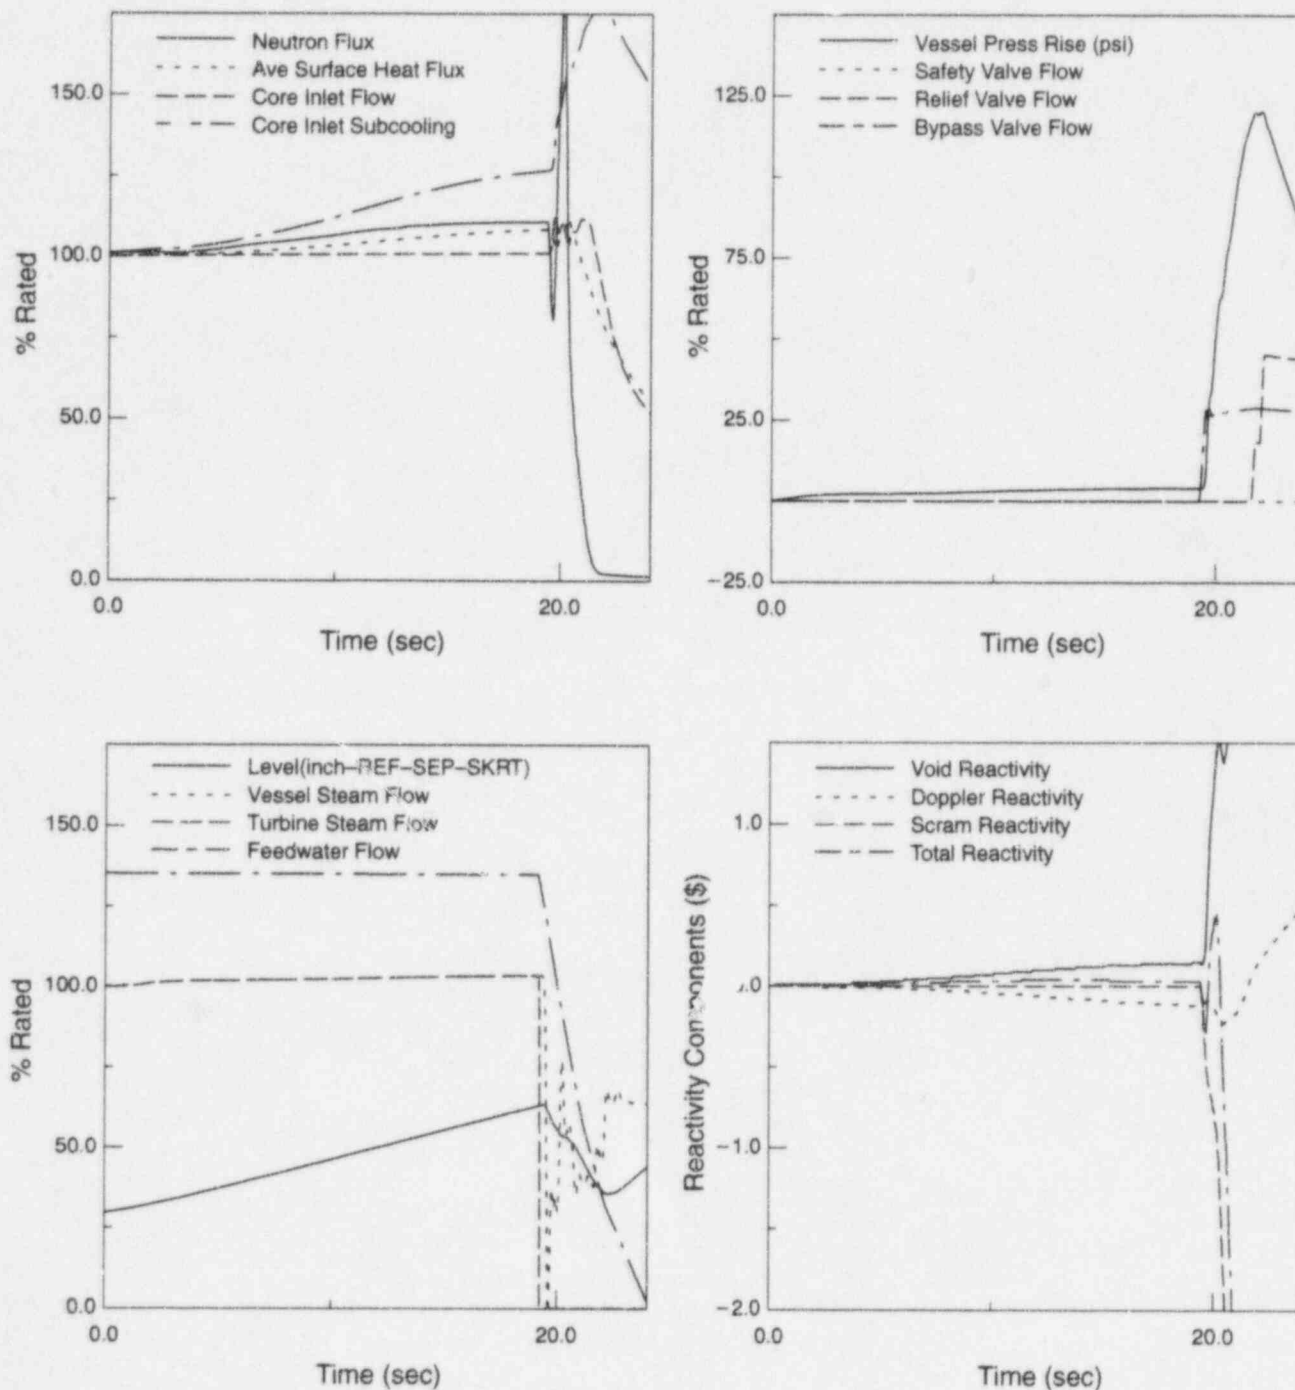 Neutron Flux
Ave Surface Heat Flux
Core Inlet Flow
Core Inlet Subcooling
150.0
100.0
50.0
0.0
% Rated
0.0
20.0
Time (sec)
Vessel Press Rise (psi)
Safety Valve Flow
Relief Valve Flow
Bypass Valve Flow
125.0
75.0
25.0
−25.0
% Rated
0.0
20.0
Time (sec)
Level(inch–REF–SEP–SKRT)
Vessel Steam Flow
Turbine Steam Flow
Feedwater Flow
150.0
100.0
50.0
0.0
% Rated
0.0
20.0
Time (sec)
Void Reactivity
Doppler Reactivity
Scram Reactivity
Total Reactivity
1.0
.0
−1.0
−2.0
Reactivity Components ($)
0.0
20.0
Time (sec)